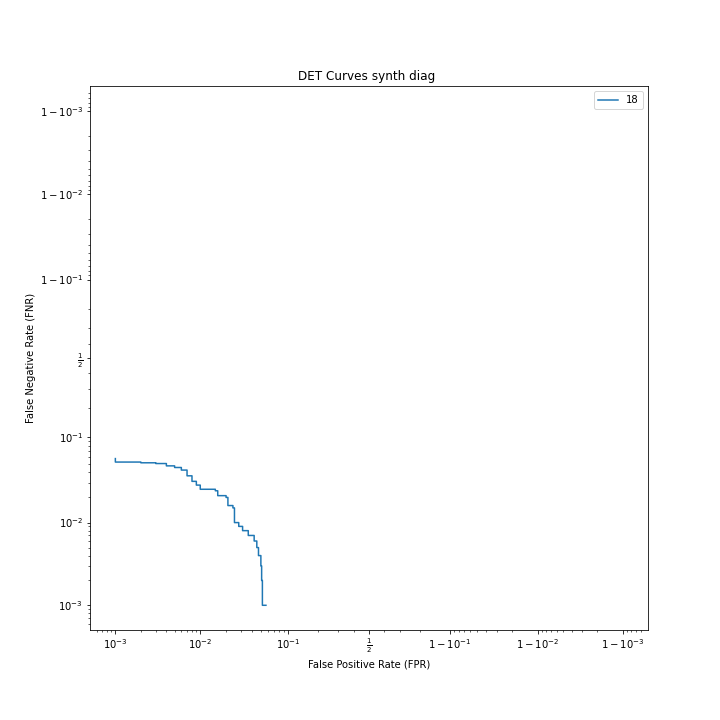 DET Curves synth diag
18
1 − 10⁻³
1 − 10⁻²
1 − 10⁻¹
½
10⁻¹
10⁻²
10⁻³
False Negative Rate (FNR)
10⁻³ 10⁻² 10⁻¹ ½ 1 − 10⁻¹ 1 − 10⁻² 1 − 10⁻³
False Positive Rate (FPR)